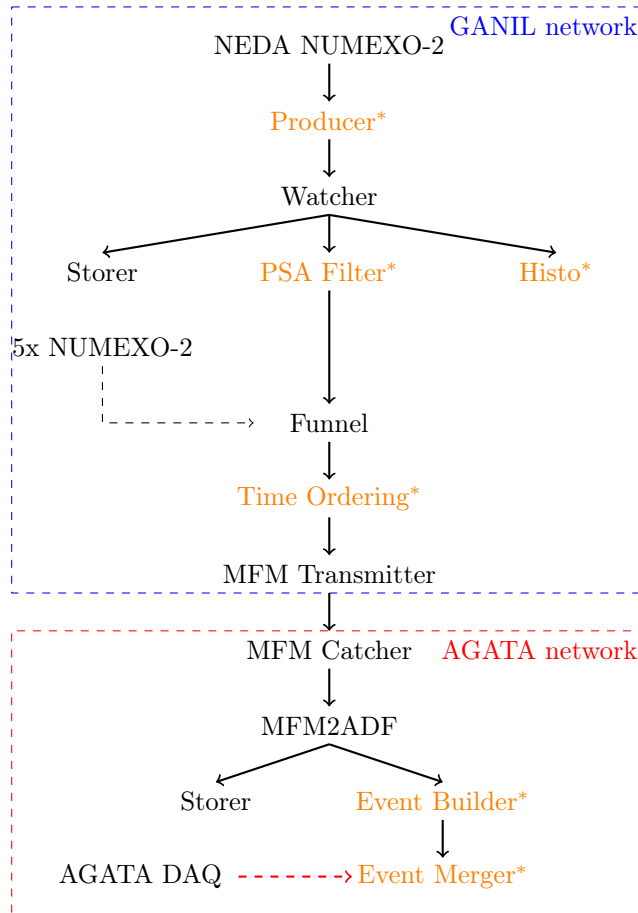 GANIL network
NEDA NUMEXO-2
Producer*
Watcher
Storer PSA Filter* Histo*
5x NUMEXO-2
Funnel
Time Ordering*
MFM Transmitter
MFM Catcher AGATA network
MFM2ADF
Storer Event Builder*
AGATA DAQ Event Merger*